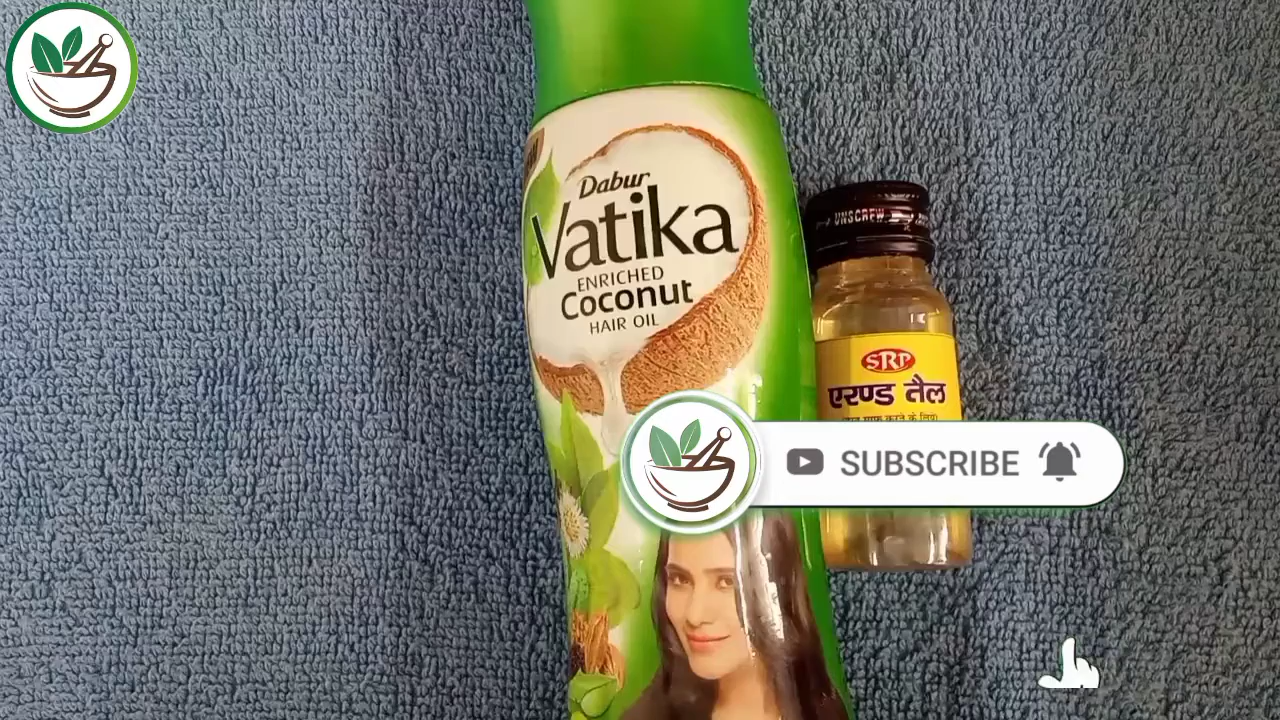 Dabur
Vatika
ENRICHED
Coconut
HAIR OIL
UNSCREW
SRP
एरण्ड तैल
SUBSCRIBE